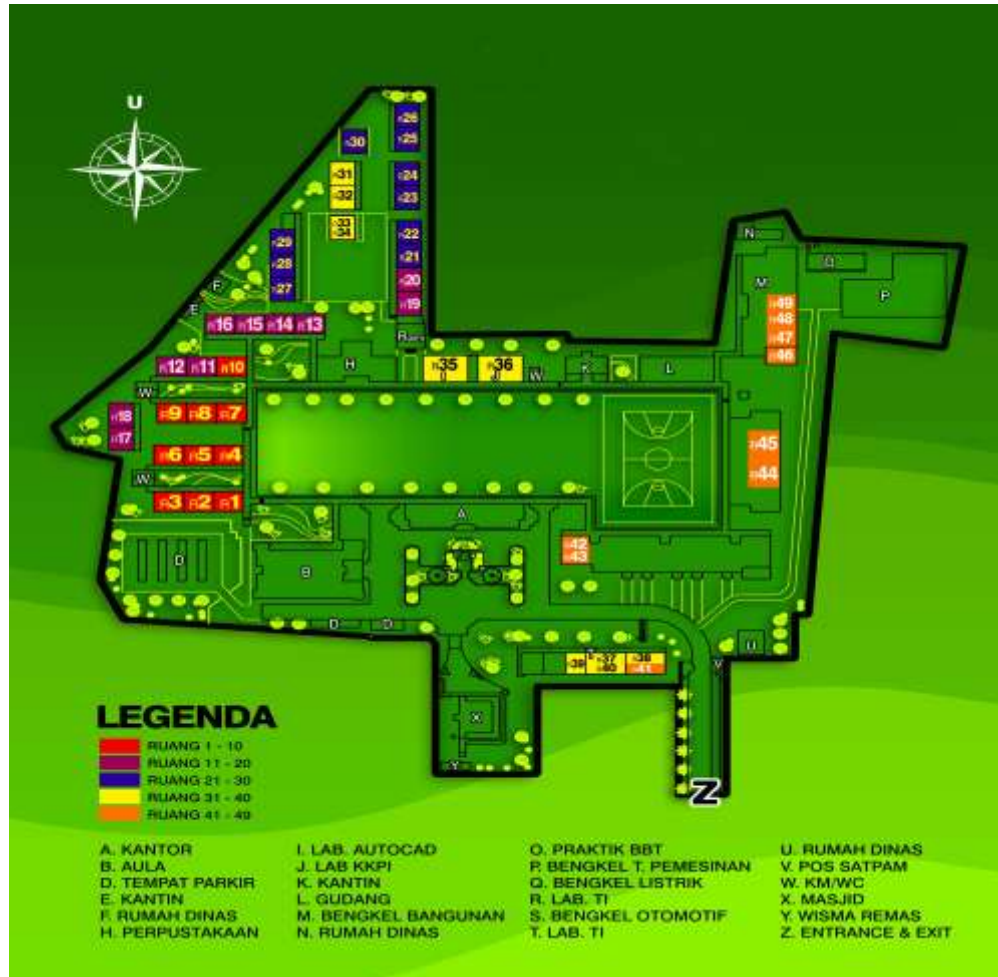 U
R26
R25
R30
R24
R31
R32
R23
R33
R34
R22
R29
R21
R28
R20
R27
R19
F
E
N
M
P
R49
R48
R47
R46
R16 R15 R14 R13
H
R35
R36
J
W
K
L
R12 R11 R10
W
R9 R8 R7
R18
R17
R6 R5 R4
W
R3 R2 R1
R45
R44
A
R42
R43
D
B
D
D
U
V
R39
R37
R40
R38
R41
X
Y
Z
LEGENDA
RUANG 1 - 10
RUANG 11 - 20
RUANG 21 - 30
RUANG 31 - 40
RUANG 41 - 49
A. KANTOR
B. AULA
D. TEMPAT PARKIR
E. KANTIN
F. RUMAH DINAS
H. PERPUSTAKAAN
I. LAB. AUTOCAD
J. LAB KKPI
K. KANTIN
L. GUDANG
M. BENGKEL BANGUNAN
N. RUMAH DINAS
O. PRAKTIK BBT
P. BENGKEL T. PEMESINAN
Q. BENGKEL LISTRIK
R. LAB. TI
S. BENGKEL OTOMOTIF
T. LAB. TI
U. RUMAH DINAS
V. POS SATPAM
W. KM/WC
X. MASJID
Y. WISMA REMAS
Z. ENTRANCE & EXIT